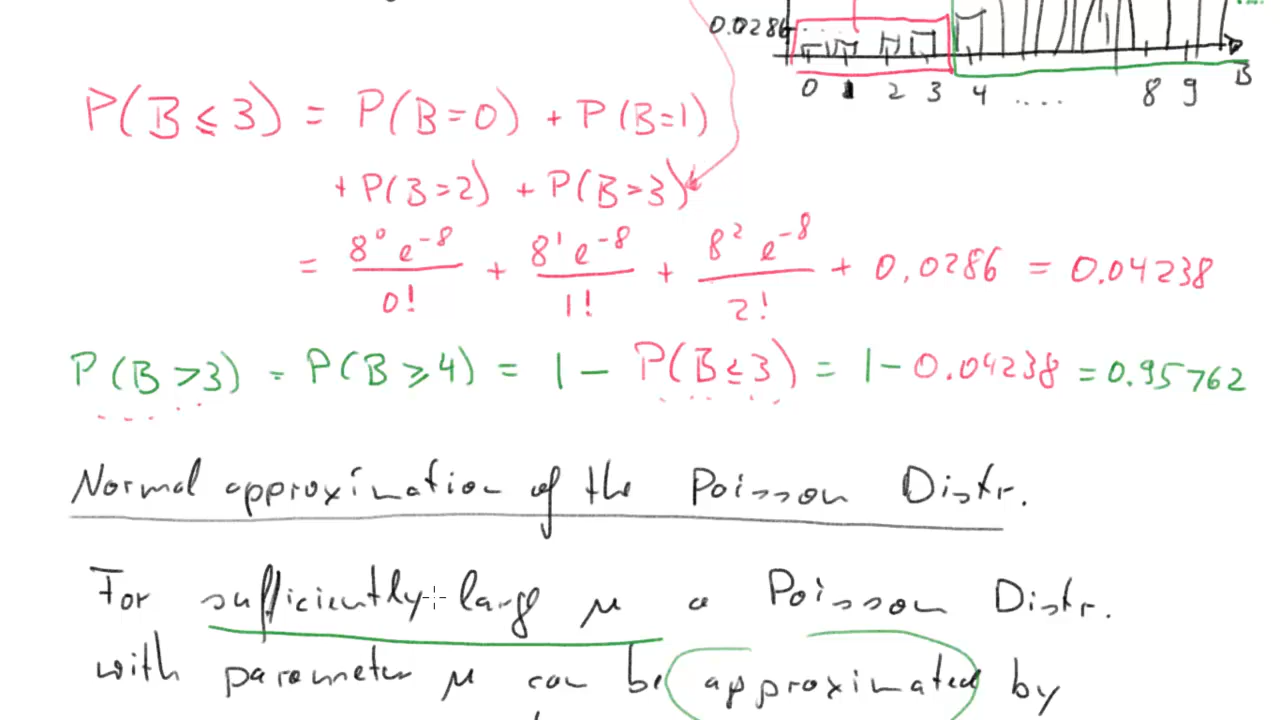 0.0286
0 1 2 3 4 .... 8 9 B
P(B≤3) = P(B=0) + P(B=1)
+ P(B=2) + P(B=3)
= 8⁰e⁻⁸/0! + 8¹e⁻⁸/1! + 8²e⁻⁸/2! + 0.0286 = 0.04238
P(B>3) = P(B≥4) = 1 - P(B≤3) = 1 - 0.04238 = 0.95762
Normal approximation of the Poisson Distr.
For sufficiently large μ a Poisson Distr.
with parameter μ can be approximated by